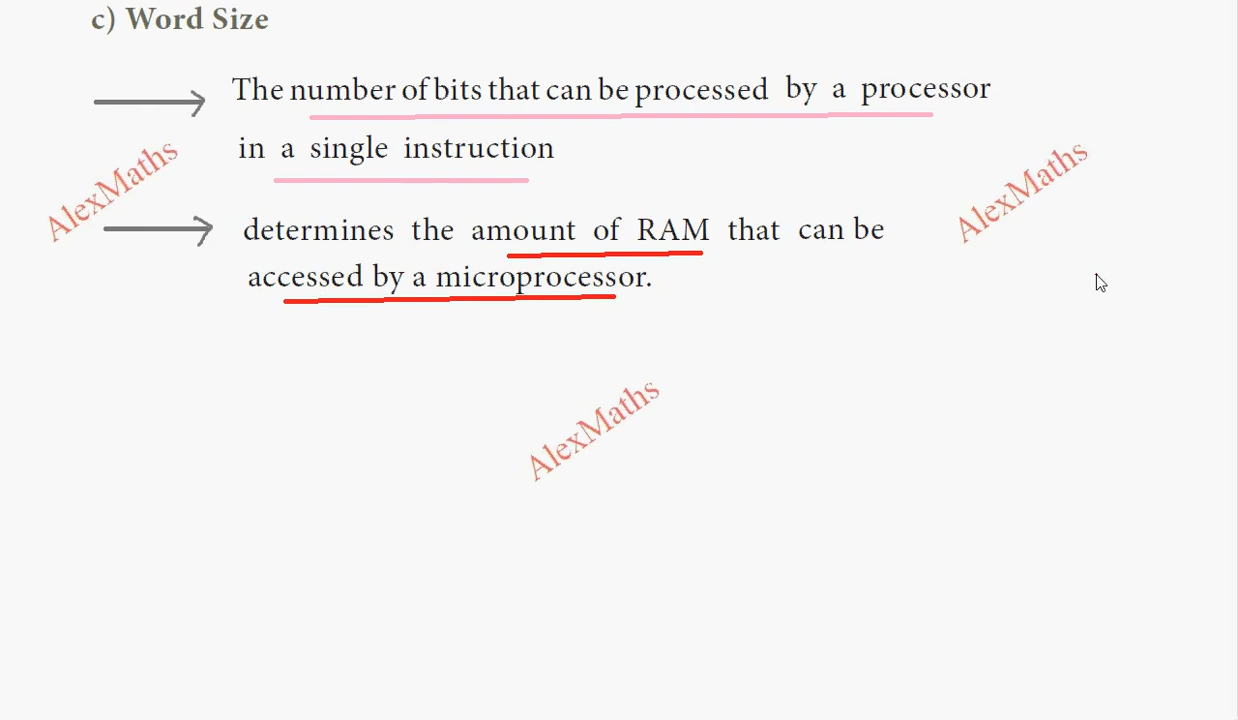 c) Word Size
The number of bits that can be processed by a processor
in a single instruction
AlexMaths
AlexMaths
determines the amount of RAM that can be
accessed by a microprocessor.
AlexMaths